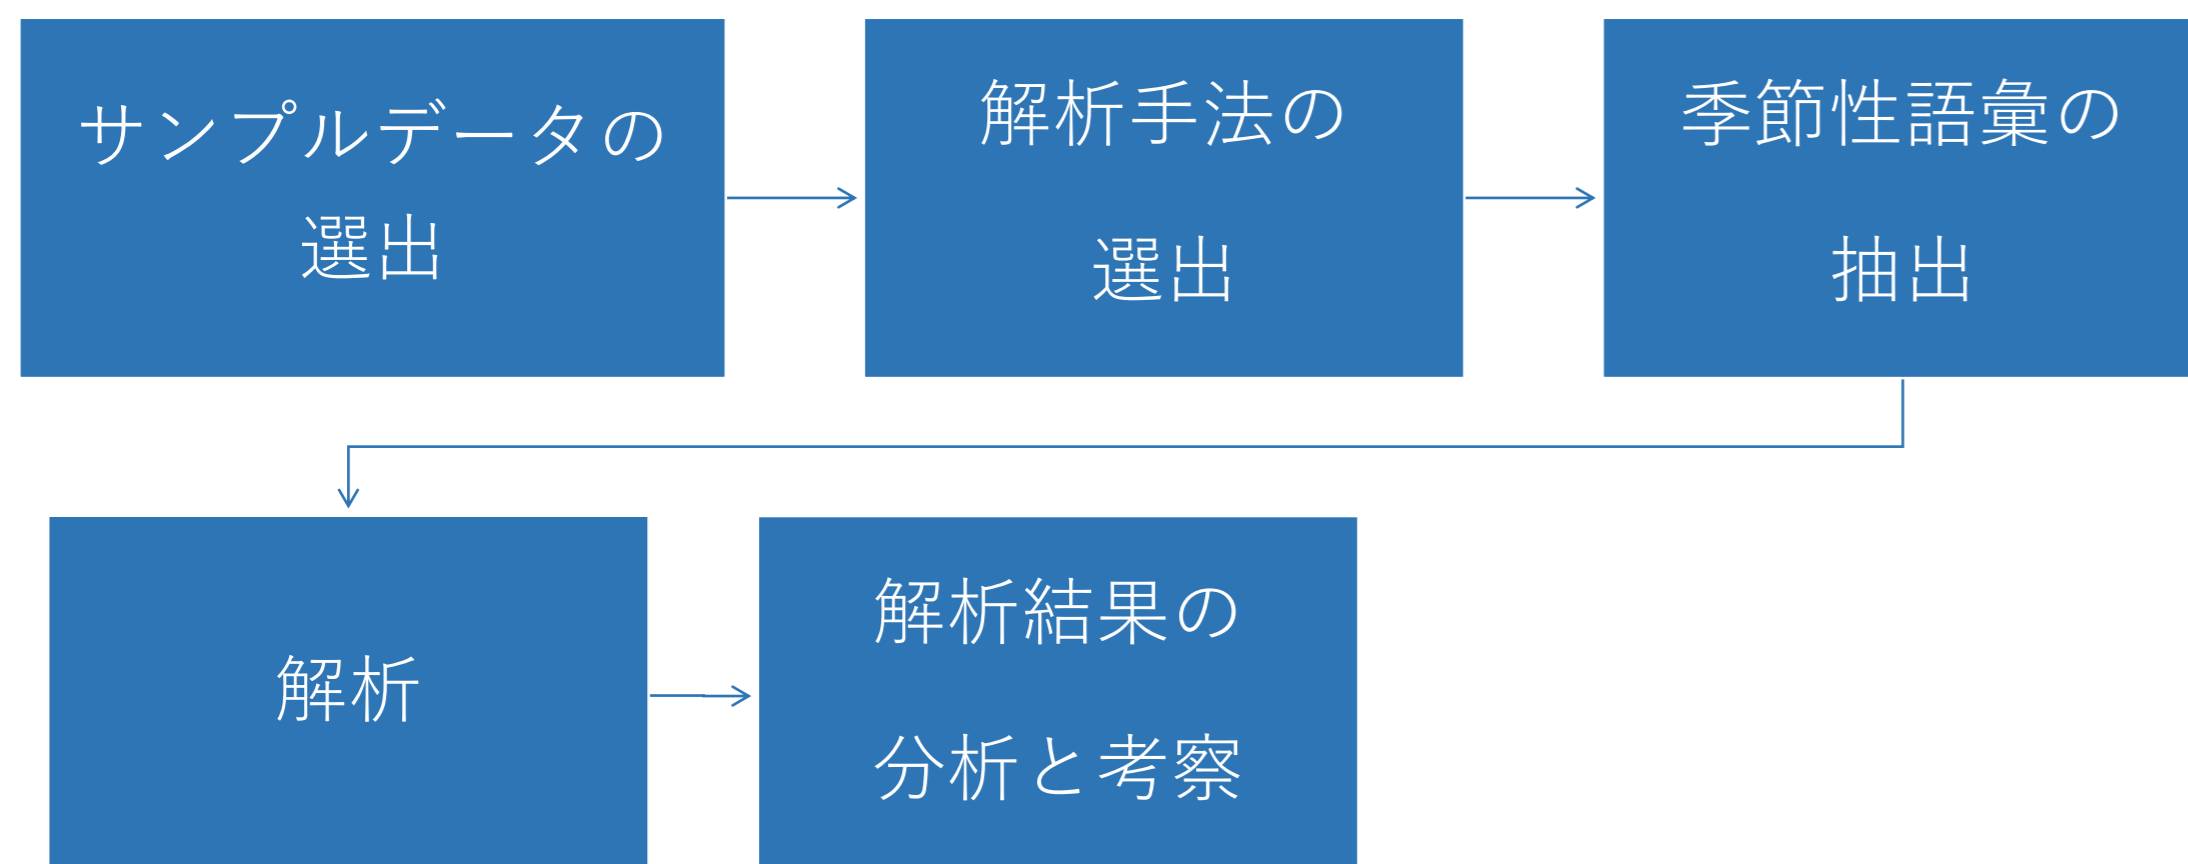 サンプルデータの
選出
解析手法の
選出
季節性語彙の
抽出
解析
解析結果の
分析と考察